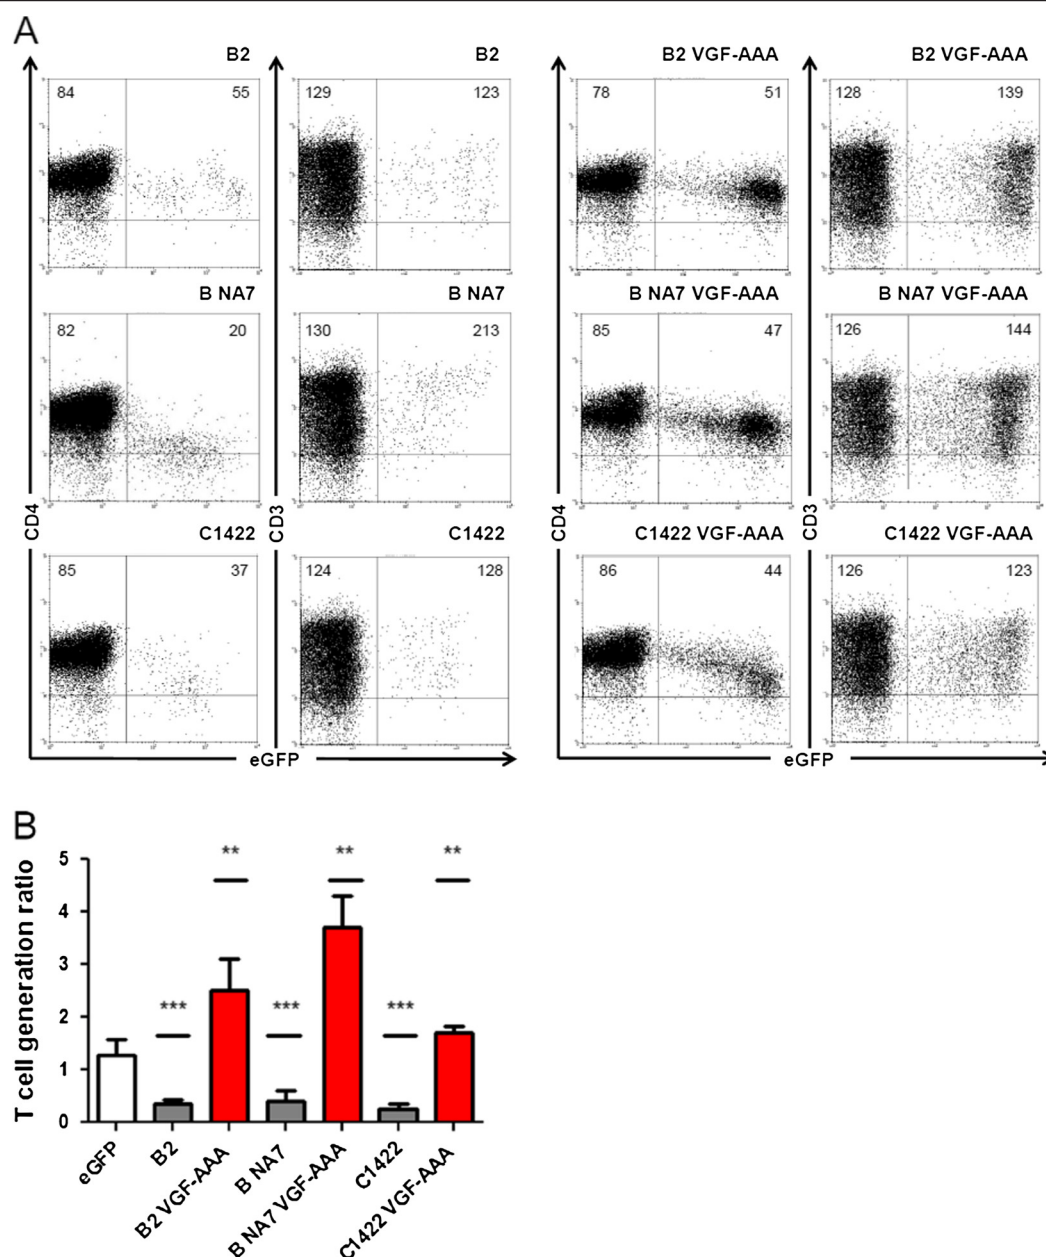 A
B2
B2
B2 VGF-AAA
B2 VGF-AAA
84 55
129 123
78 51
128 139
B NA7
B NA7
B NA7 VGF-AAA
B NA7 VGF-AAA
82 20
130 213
85 47
126 144
CD4
CD3
CD4
CD3
C1422
C1422
C1422 VGF-AAA
C1422 VGF-AAA
85 37
124 128
86 44
126 123
eGFP
eGFP
B
T cell generation ratio
5
4
3
2
1
0
**
**
**
***
***
***
eGFP
B2
B2 VGF-AAA
B NA7
B NA7 VGF-AAA
C1422
C1422 VGF-AAA